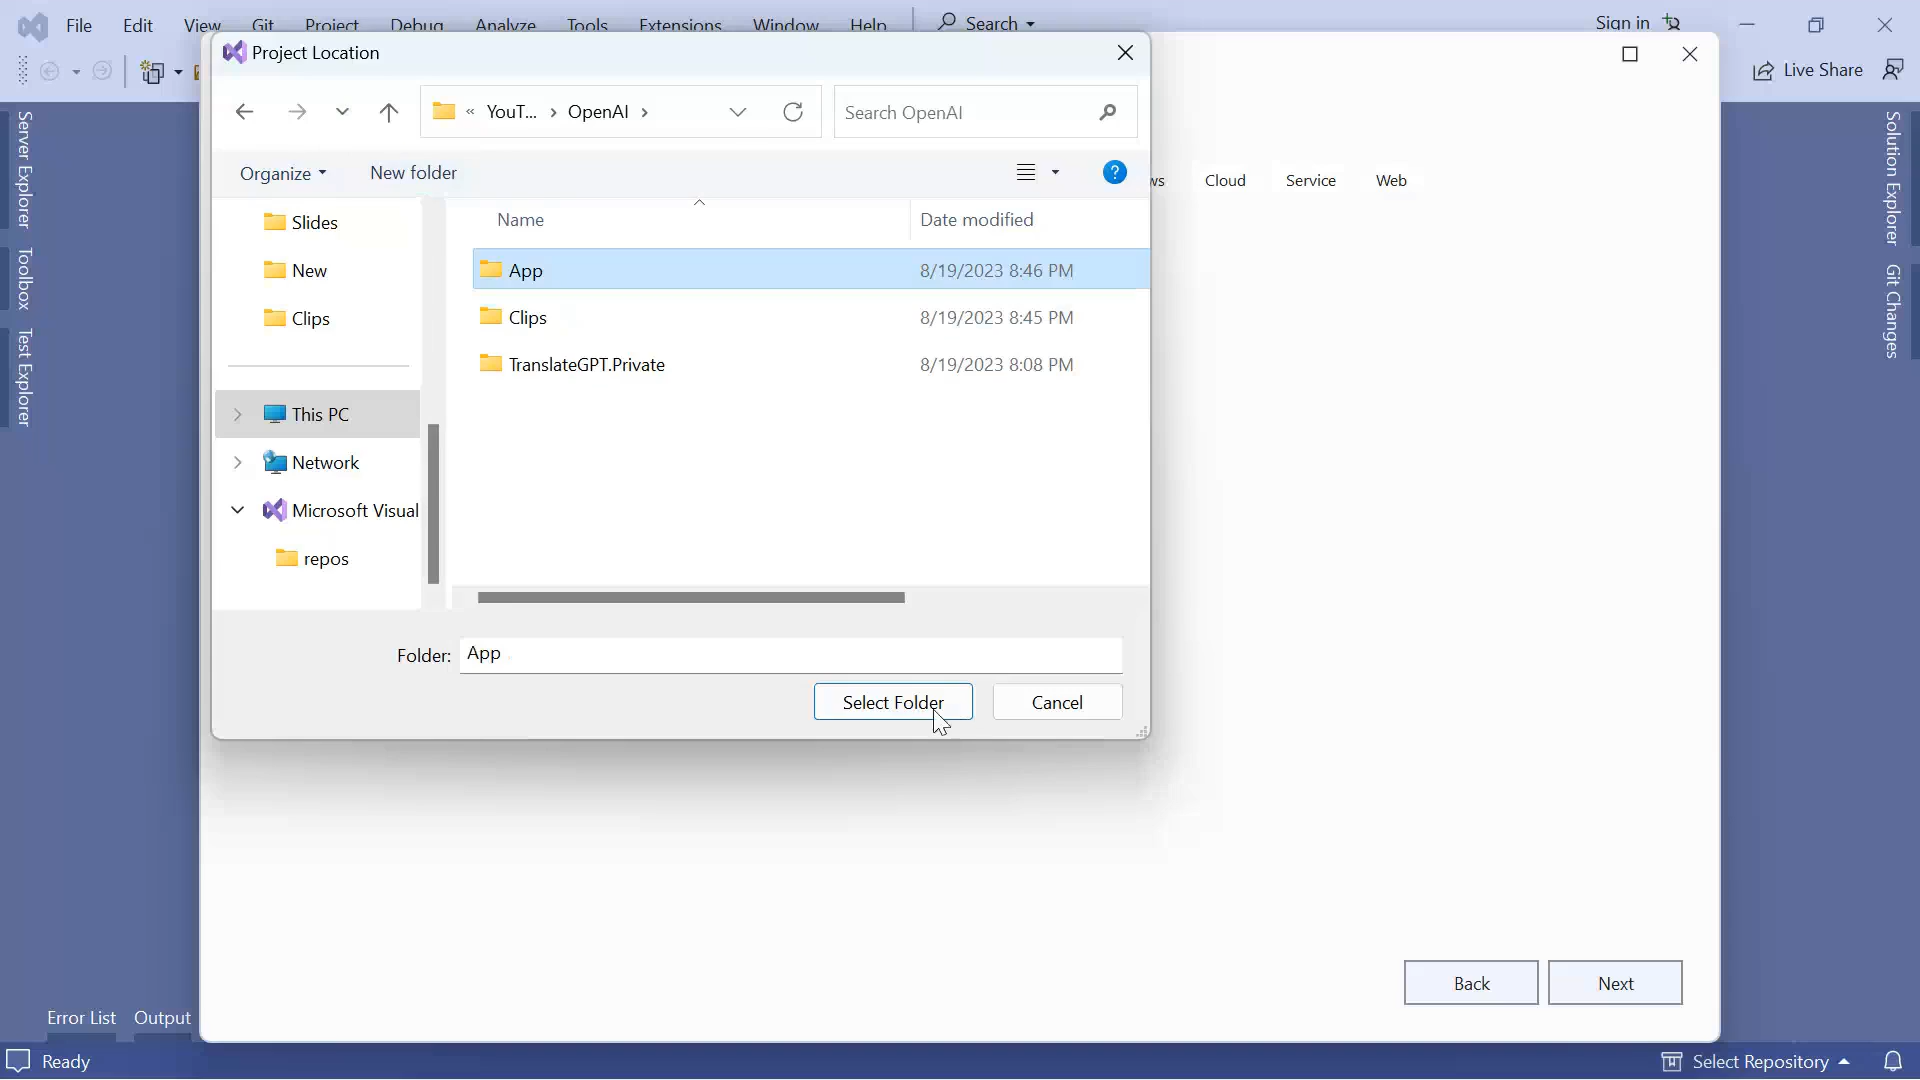 File Edit View Git Project Debug Analyze Tools Extensions Window Help Search Sign in
Project Location
Live Share
« YouT... > OpenAI >
Search OpenAI
Organize New folder
Name Date modified
Cloud Service Web
Slides
New
Clips
This PC
Network
Microsoft Visual
repos
App 8/19/2023 8:46 PM
Clips 8/19/2023 8:45 PM
TranslateGPT.Private 8/19/2023 8:08 PM
Folder: App
Select Folder Cancel
Server Explorer
Toolbox
Test Explorer
Solution Explorer
Git Changes
Back Next
Error List Output
Ready
Select Repository